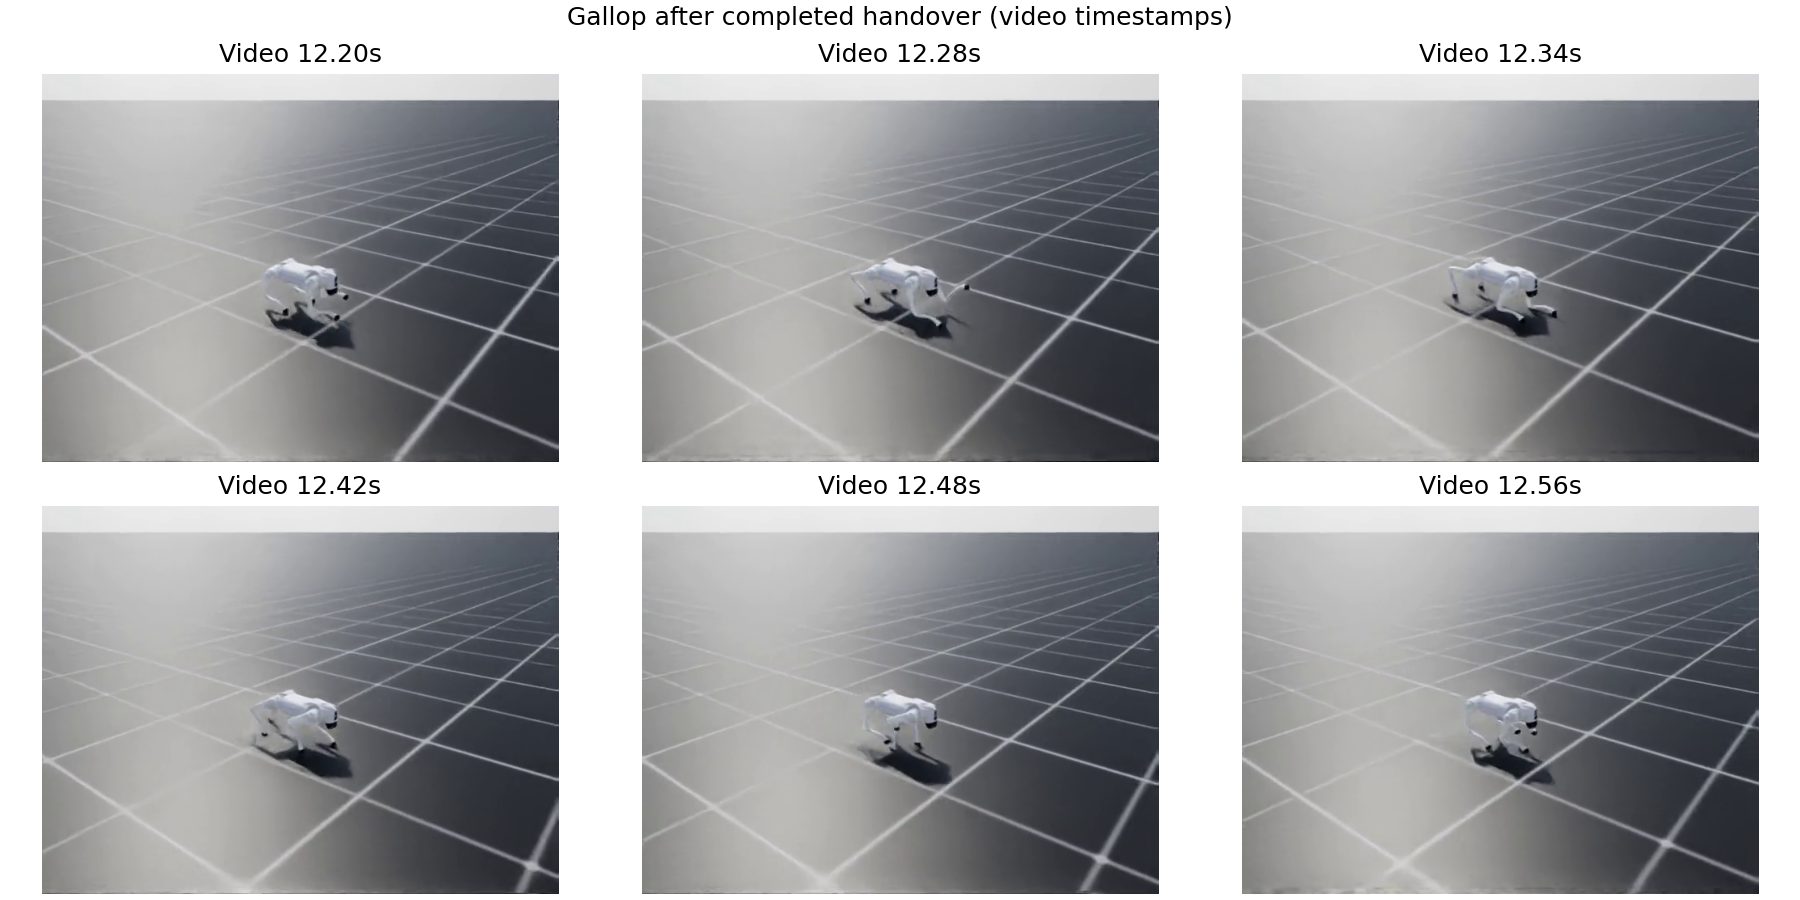 Gallop after completed handover (video timestamps)
Video 12.20s
Video 12.28s
Video 12.34s
Video 12.42s
Video 12.48s
Video 12.56s